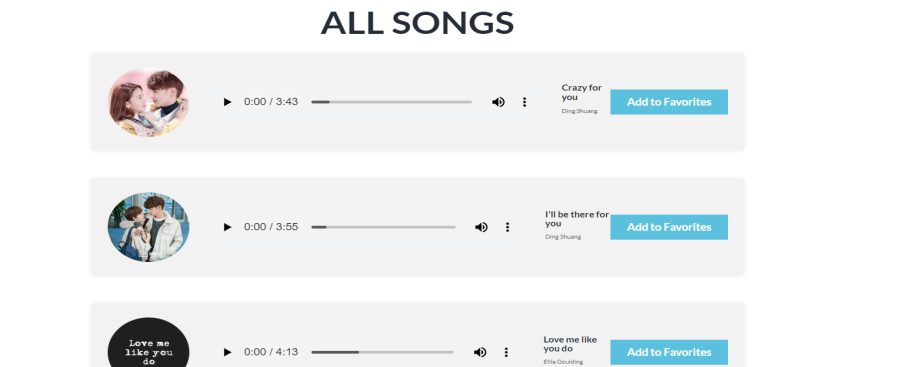 ALL SONGS
0:00 / 3:43
Crazy for
you
Ding Shuang
Add to Favorites
0:00 / 3:55
I'll be there for
you
Ding Shuang
Add to Favorites
Love me
like you
do
0:00 / 4:13
Love me like
you do
Ellie Goulding
Add to Favorites